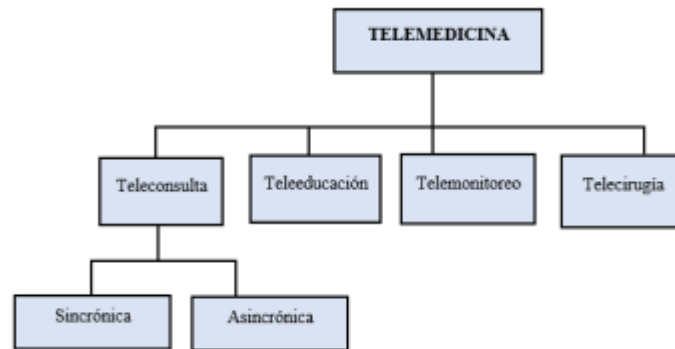 TELEMEDICINA
Teleconsulta
Teleeducación
Telemonitoreo
Telecirugía
Sincrónica
Asincrónica